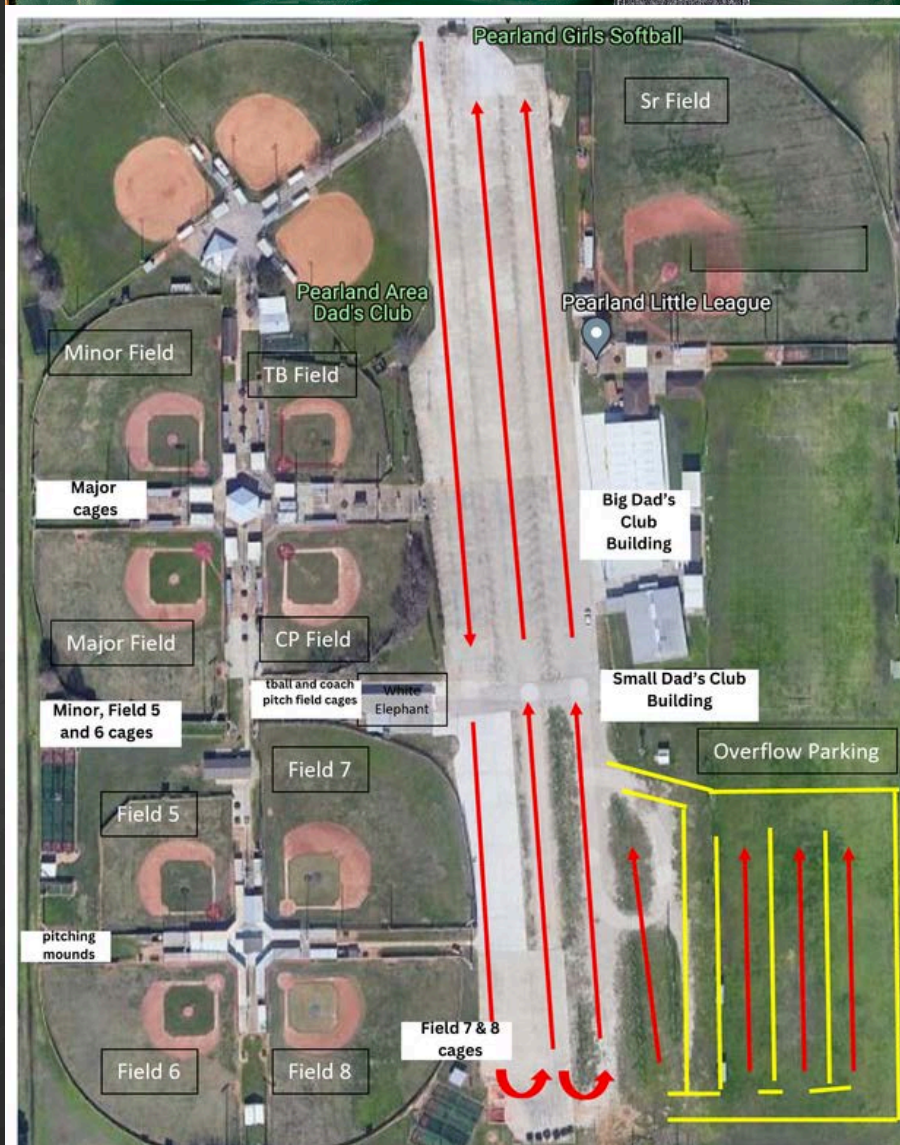 Pearland Girls Softball
Sr Field
Pearland Area
Dad's Club
Pearland Little League
Minor Field
TB Field
Major
cages
Big Dad's
Club
Building
Major Field
CP Field
tball and coach
pitch field cages
White
Elephant
Small Dad's Club
Building
Minor, Field 5
and 6 cages
Overflow Parking
Field 7
Field 5
pitching
mounds
Field 7 & 8
cages
Field 6
Field 8